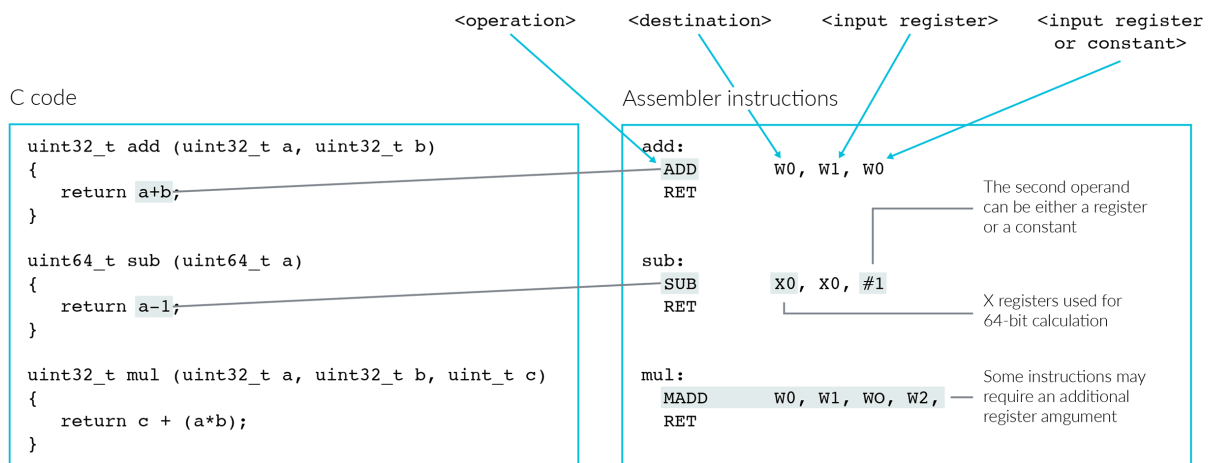 <operation> <destination> <input register> <input register
or constant>
C code
uint32_t add (uint32_t a, uint32_t b)
{
return a+b;
}
uint64_t sub (uint64_t a)
{
return a-1;
}
uint32_t mul (uint32_t a, uint32_t b, uint_t c)
{
return c + (a*b);
}
Assembler instructions
add:
ADD W0, W1, W0
RET
The second operand
can be either a register
or a constant
sub:
SUB X0, X0, #1
RET
X registers used for
64-bit calculation
mul:
MADD W0, W1, WO, W2,
RET
Some instructions may
require an additional
register amgument